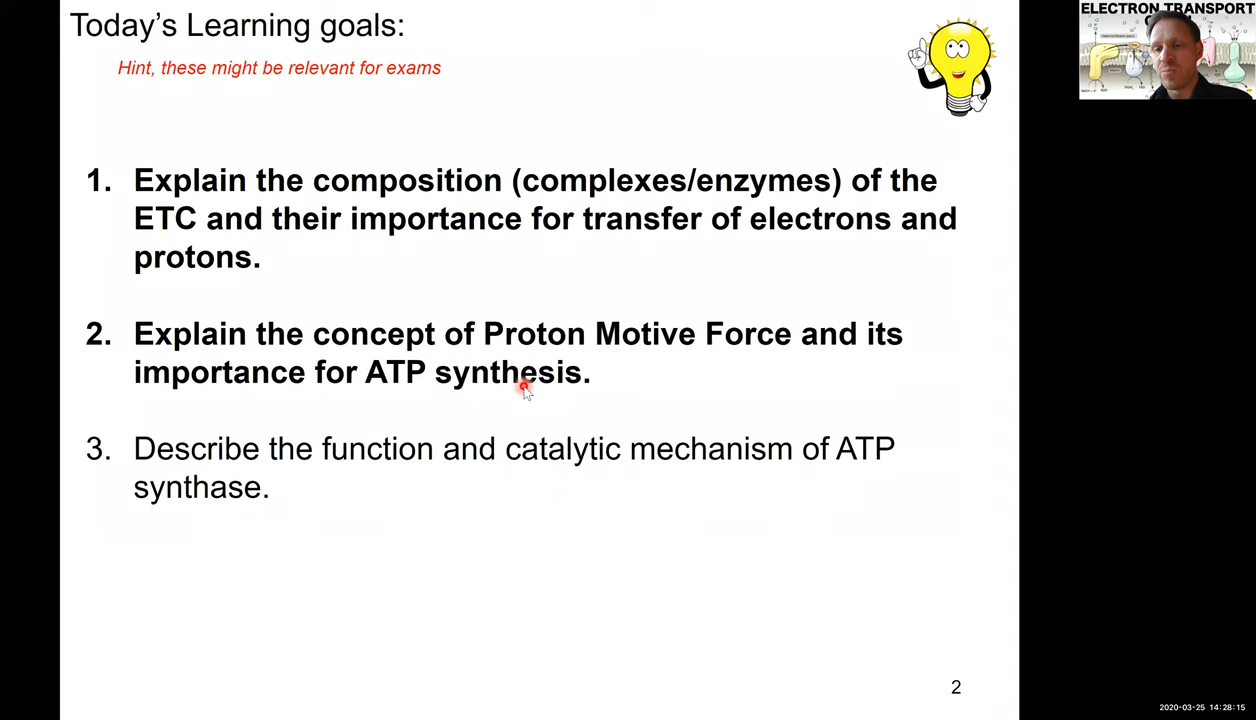 Today's Learning goals:
Hint, these might be relevant for exams
1. Explain the composition (complexes/enzymes) of the
ETC and their importance for transfer of electrons and
protons.
2. Explain the concept of Proton Motive Force and its
importance for ATP synthesis.
3. Describe the function and catalytic mechanism of ATP
synthase.
2
ELECTRON TRANSPORT
2020-03-25 14:28:15